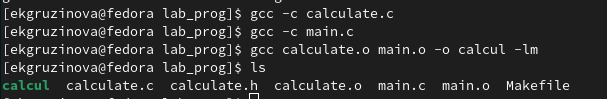 [ekgruzinova@fedora lab_prog]$ gcc -c calculate.c
[ekgruzinova@fedora lab_prog]$ gcc -c main.c
[ekgruzinova@fedora lab_prog]$ gcc calculate.o main.o -o calcul -lm
[ekgruzinova@fedora lab_prog]$ ls
calcul  calculate.c  calculate.h  calculate.o  main.c  main.o  Makefile